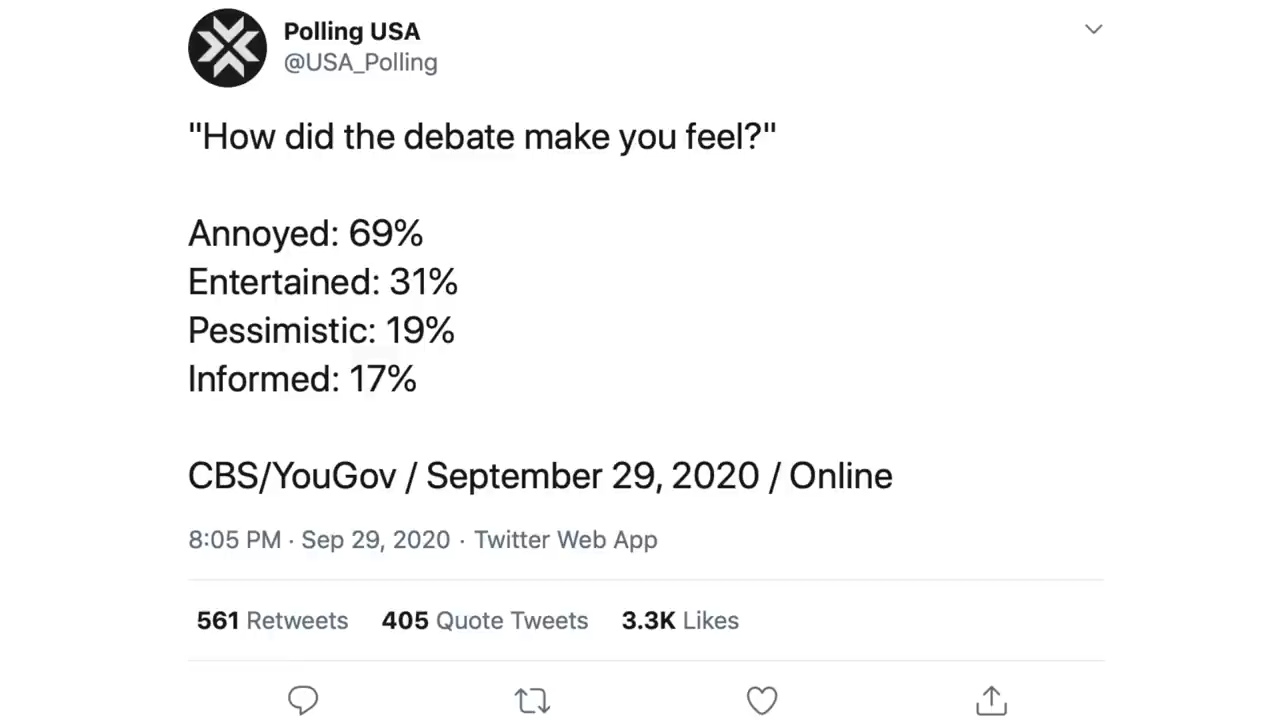 Polling USA
@USA_Polling
"How did the debate make you feel?"
Annoyed: 69%
Entertained: 31%
Pessimistic: 19%
Informed: 17%
CBS/YouGov / September 29, 2020 / Online
8:05 PM · Sep 29, 2020 · Twitter Web App
561 Retweets 405 Quote Tweets 3.3K Likes